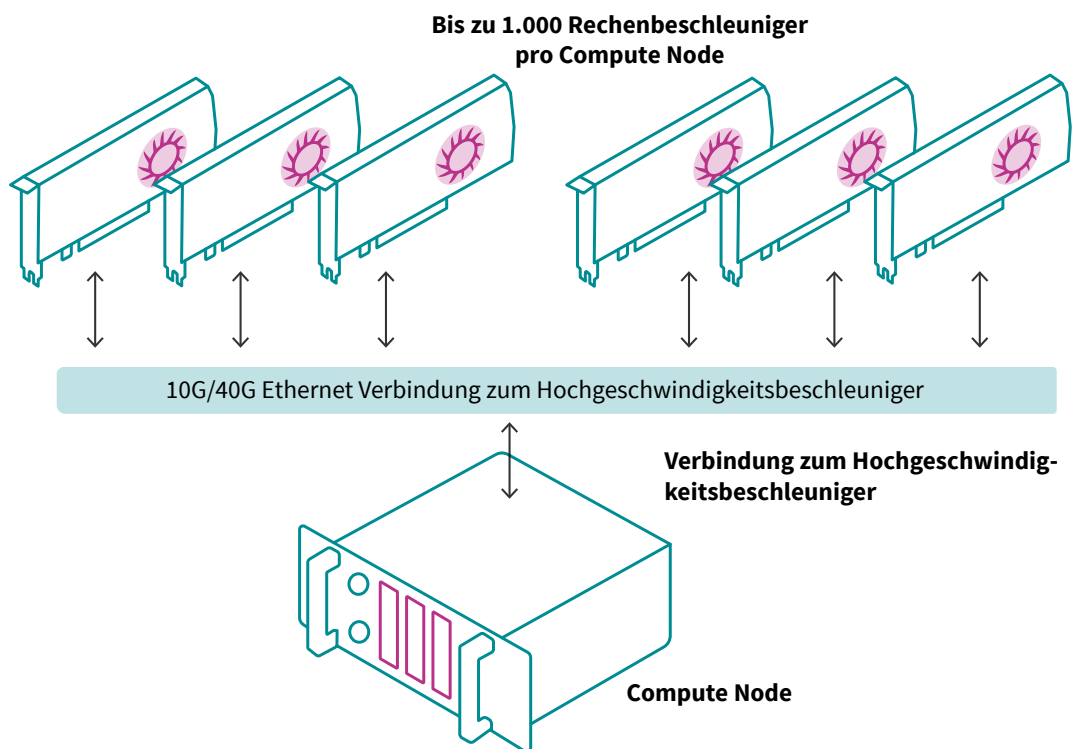 Bis zu 1.000 Rechenbeschleuniger
pro Compute Node
10G/40G Ethernet Verbindung zum Hochgeschwindigkeitsbeschleuniger
Verbindung zum Hochgeschwindig-
keitsbeschleuniger
Compute Node